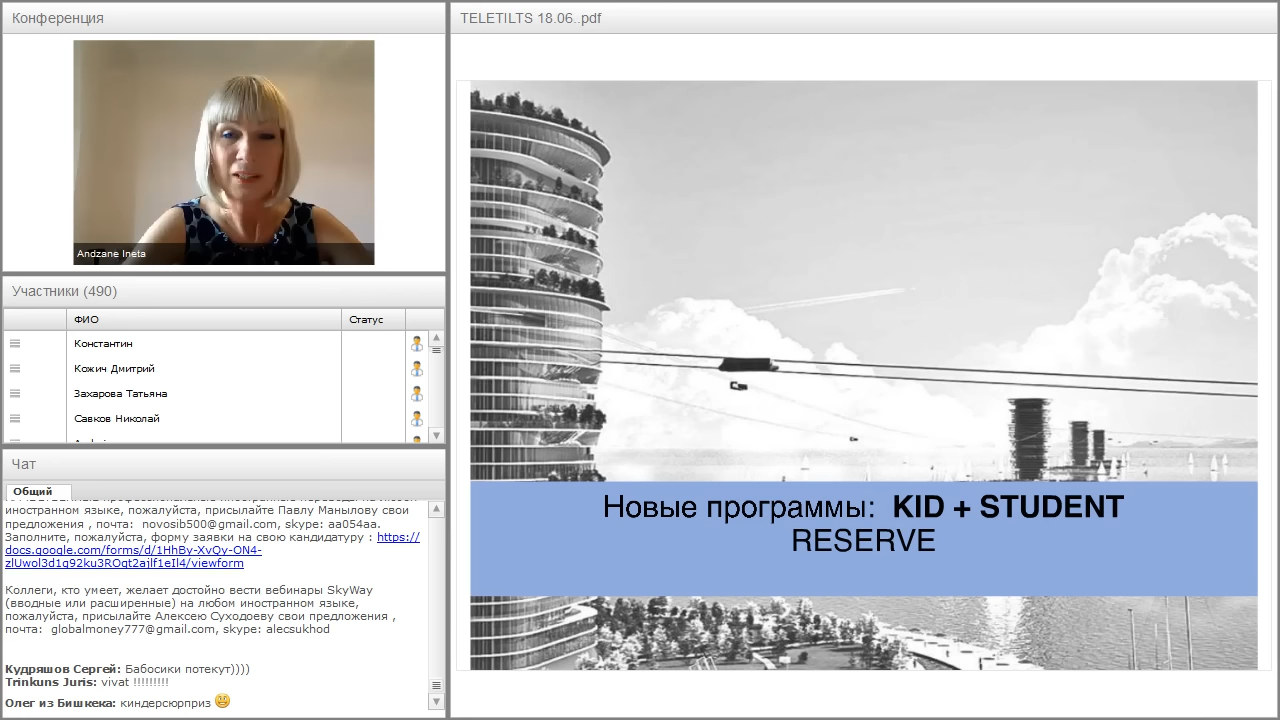 Конференция
Andzane Ineta
Участники (490)
ФИО
Статус
Константин
Кожич Дмитрий
Захарова Татьяна
Савков Николай
Чат
Общий
иностранном языке, пожалуйста, присылайте Павлу Манылову свои
предложения , почта: novosib500@gmail.com, skype: aa054aa.
Заполните, пожалуйста, форму заявки на свою кандидатуру : https://
docs.google.com/forms/d/1HhBy-XvQy-ON4-
zlUwol3d1g92ku3ROqt2ajlf1eIl4/viewform
Коллеги, кто умеет, желает достойно вести вебинары SkyWay
(вводные или расширенные) на любом иностранном языке,
пожалуйста, присылайте Алексею Суходоеву свои предложения ,
почта: globalmoney777@gmail.com, skype: alecsukhod
Кудряшов Сергей: Бабосики потекут))))
Trinkuns Juris: vivat !!!!!!!!!
Олег из Бишкека: киндерсюрприз
TELETILTS 18.06..pdf
Новые программы: KID + STUDENT
RESERVE